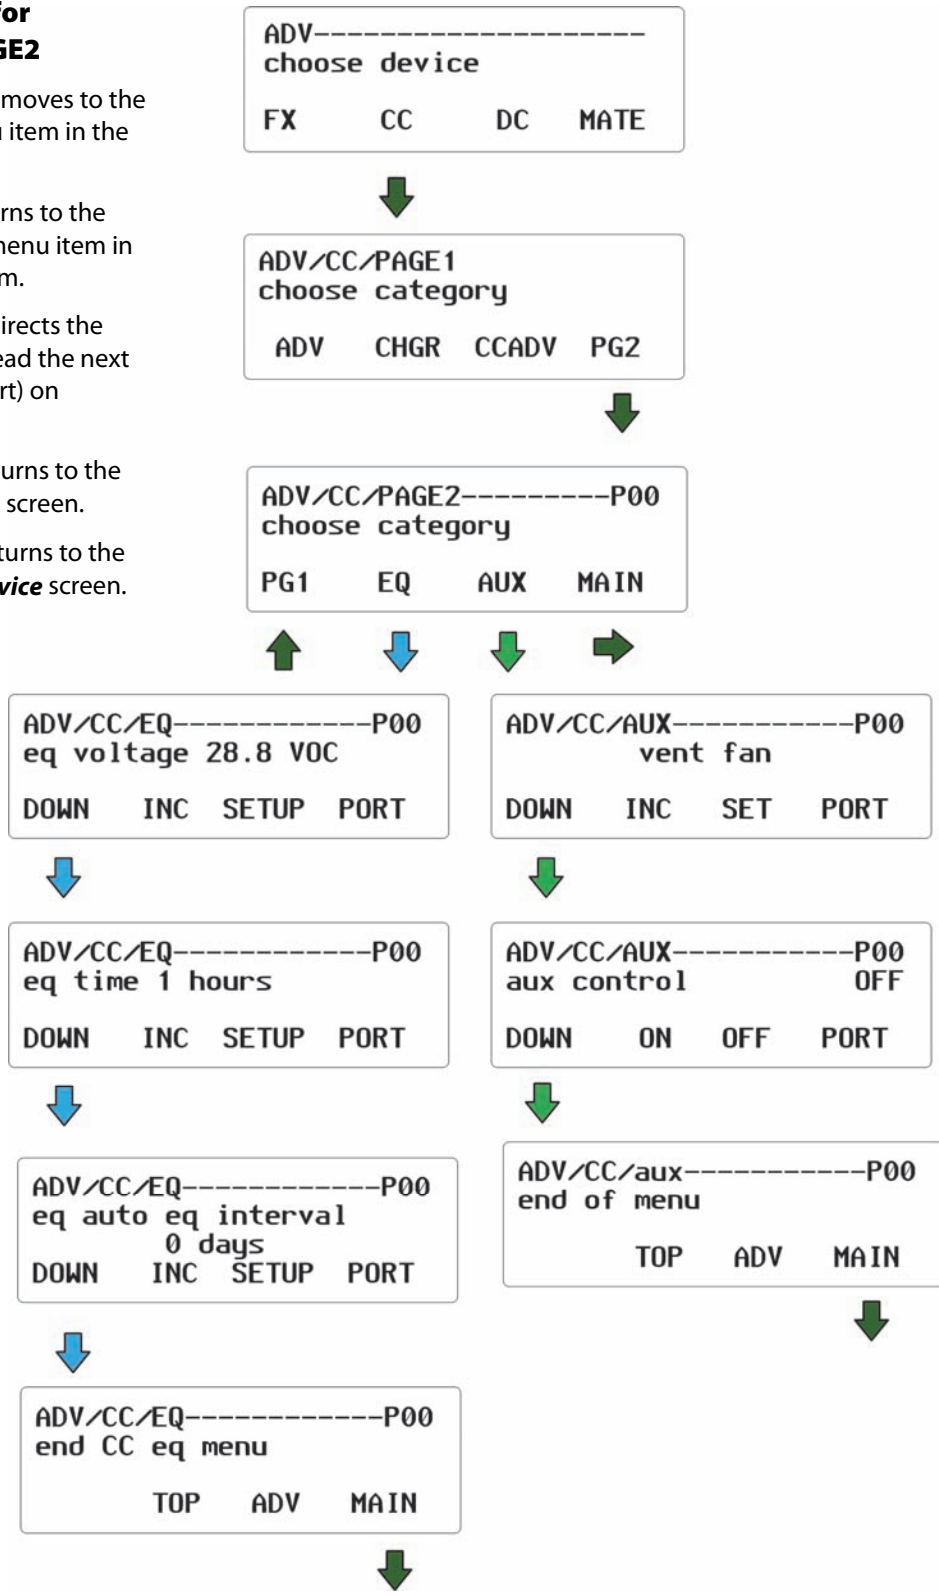 for
GE2
moves to the
item in the
rns to the
menu item in
m.
irects the
ead the next
rt) on
urns to the
screen.
turns to the
vice screen.
ADV--------------------
choose device
FX CC DC MATE
ADV/CC/PAGE1
choose category
ADV CHGR CCADV PG2
ADV/CC/PAGE2---------P00
choose category
PG1 EQ AUX MAIN
ADV/CC/EQ------------P00
eq voltage 28.8 VOC
DOWN INC SETUP PORT
ADV/CC/EQ------------P00
eq time 1 hours
DOWN INC SETUP PORT
ADV/CC/EQ------------P00
eq auto eq interval
0 days
DOWN INC SETUP PORT
ADV/CC/EQ------------P00
end CC eq menu
TOP ADV MAIN
ADV/CC/AUX-----------P00
vent fan
DOWN INC SET PORT
ADV/CC/AUX-----------P00
aux control OFF
DOWN ON OFF PORT
ADV/CC/aux-----------P00
end of menu
TOP ADV MAIN